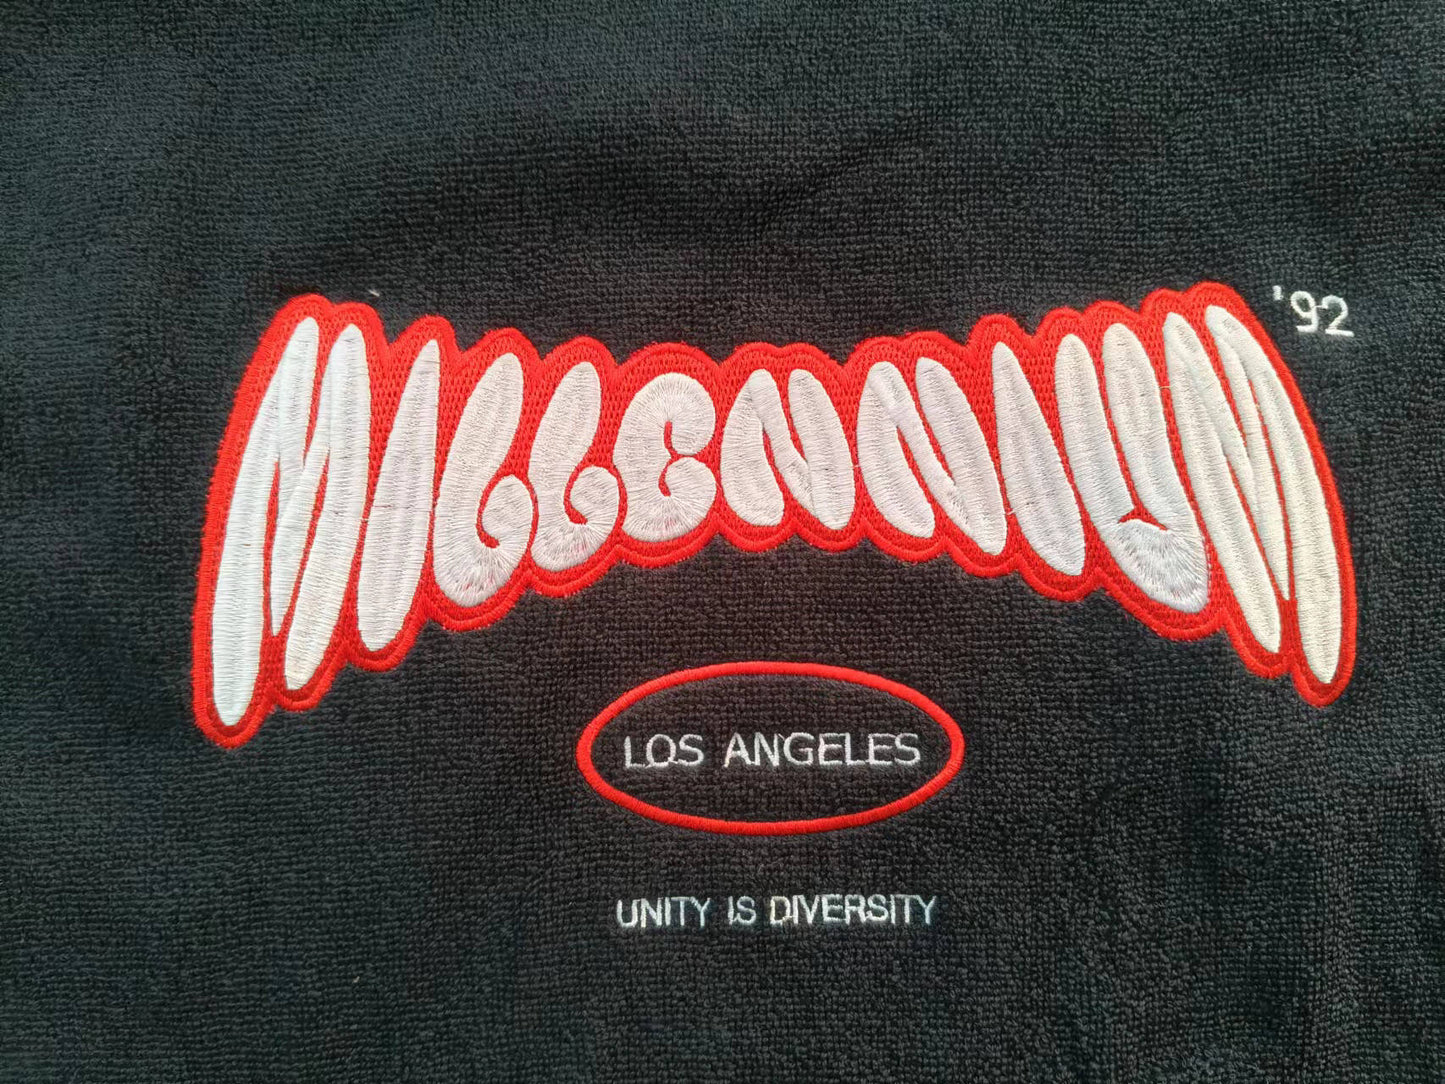 MILLENNIUM
'92
LOS ANGELES
UNITY IS DIVERSITY